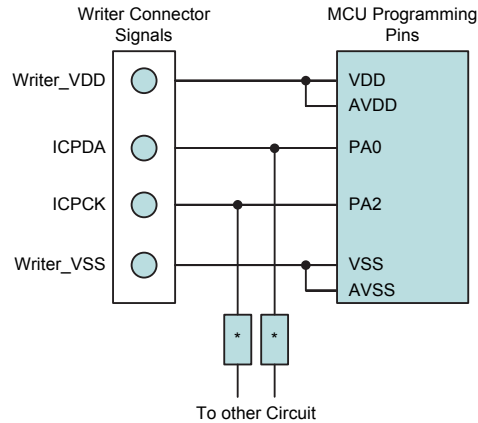 Writer Connector
Signals
MCU Programming
Pins
Writer_VDD
VDD
AVDD
ICPDA
PA0
ICPCK
PA2
Writer_VSS
VSS
AVSS
* *
To other Circuit